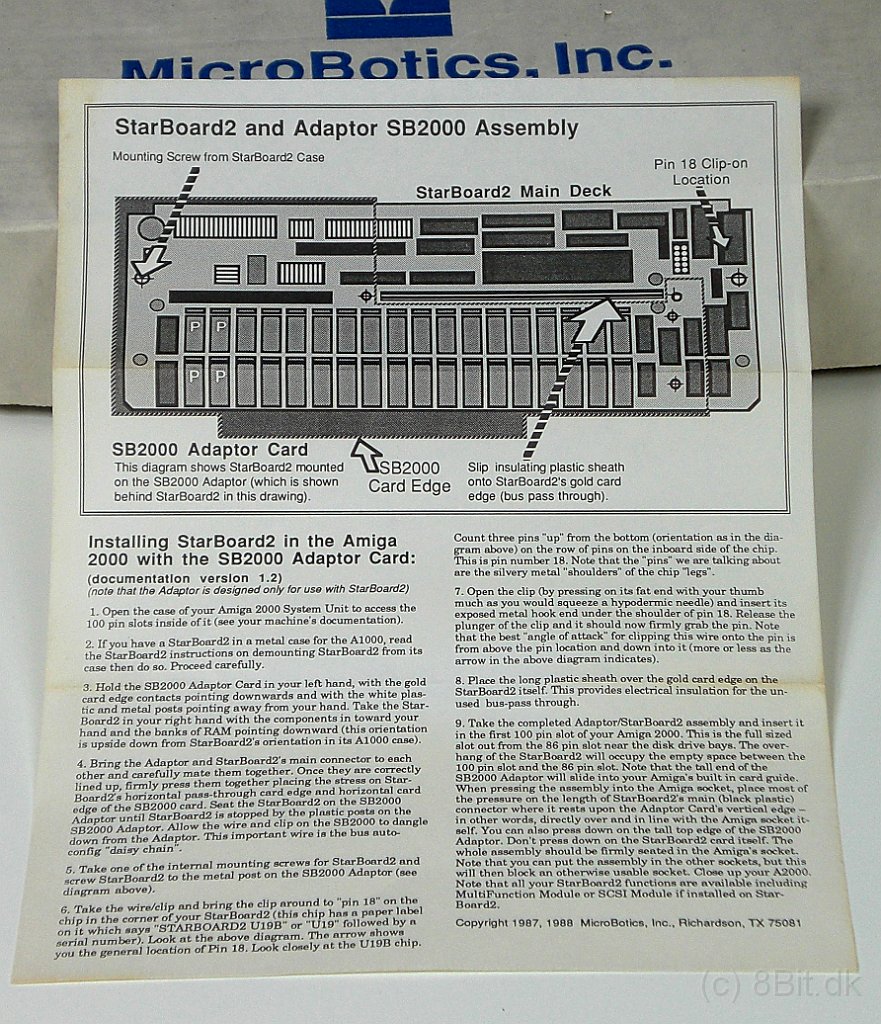 MicroBotics, Inc.
StarBoard2 and Adaptor SB2000 Assembly
Mounting Screw from StarBoard2 Case
Pin 18 Clip-on
Location
StarBoard2 Main Deck
P P
P P
SB2000 Adaptor Card
This diagram shows StarBoard2 mounted
on the SB2000 Adaptor (which is shown
behind StarBoard2 in this drawing).
SB2000
Card Edge
Slip insulating plastic sheath
onto StarBoard2's gold card
edge (bus pass through).
Installing StarBoard2 in the Amiga
2000 with the SB2000 Adaptor Card:
(documentation version 1.2)
(note that the Adaptor is designed only for use with StarBoard2)
1. Open the case of your Amiga 2000 System Unit to access the
100 pin slots inside of it (see your machine's documentation).
2. If you have a StarBoard2 in a metal case for the A1000, read
the StarBoard2 instructions on demounting StarBoard2 from its
case then do so. Proceed carefully.
3. Hold the SB2000 Adaptor Card in your left hand, with the gold
card edge contacts pointing downwards and with the white plas-
tic and metal posts pointing away from your hand. Take the Star-
Board2 in your right hand with the components in toward your
hand and the banks of RAM pointing downward (this orientation
is upside down from StarBoard2's orientation in its A1000 case).
4. Bring the Adaptor and StarBoard2's main connector to each
other and carefully mate them together. Once they are correctly
lined up, firmly press them together placing the stress on Star-
Board2's horizontal pass-through card edge and horizontal card
edge of the SB2000 card. Seat the StarBoard2 on the SB2000
Adaptor until StarBoard2 is stopped by the plastic posts on the
SB2000 Adaptor. Allow the wire and clip on the SB2000 to dangle
down from the Adaptor. This important wire is the bus auto-
config "daisy chain".
5. Take one of the internal mounting screws for StarBoard2 and
screw StarBoard2 to the metal post on the SB2000 Adaptor (see
diagram above).
6. Take the wire/clip and bring the clip around to "pin 18" on the
chip in the corner of your StarBoard2 (this chip has a paper label
on it which says "STARBOARD2 U19B" or "U19" followed by a
serial number). Look at the above diagram. The arrow shows
you the general location of Pin 18. Look closely at the U19B chip.
Count three pins "up" from the bottom (orientation as in the dia-
gram above) on the row of pins on the inboard side of the chip.
This is pin number 18. Note that the "pins" we are talking about
are the silvery metal "shoulders" of the chip "legs".
7. Open the clip (by pressing on its fat end with your thumb
much as you would squeeze a hypodermic needle) and insert its
exposed metal hook end under the shoulder of pin 18. Release the
plunger of the clip and it should now firmly grab the pin. Note
that the best "angle of attack" for clipping this wire onto the pin is
from above the pin location and down into it (more or less as the
arrow in the above diagram indicates).
8. Place the long plastic sheath over the gold card edge on the
StarBoard2 itself. This provides electrical insulation for the un-
used bus-pass through.
9. Take the completed Adaptor/StarBoard2 assembly and insert it
in the first 100 pin slot of your Amiga 2000. This is the full sized
slot out from the 86 pin slot near the disk drive bays. The over-
hang of the StarBoard2 will occupy the empty space between the
100 pin slot and the 86 pin slot. Note that the tall end of the
SB2000 Adaptor will slide into your Amiga's built in card guide.
When pressing the assembly into the Amiga socket, place most of
the pressure on the length of StarBoard2's main (black plastic)
connector where it rests upon the Adaptor Card's vertical edge –
in other words, directly over and in line with the Amiga socket it-
self. You can also press down on the tall top edge of the SB2000
Adaptor. Don't press down on the StarBoard2 card itself. The
whole assembly should be firmly seated in the Amiga's socket.
Note that you can put the assembly in the other sockets, but this
will then block an otherwise usable socket. Close up your A2000.
Note that all your StarBoard2 functions are available including
MultiFunction Module or SCSI Module if installed on Star-
Board2.
Copyright 1987, 1988 MicroBotics, Inc., Richardson, TX 75081
(c) 8Bit.dk